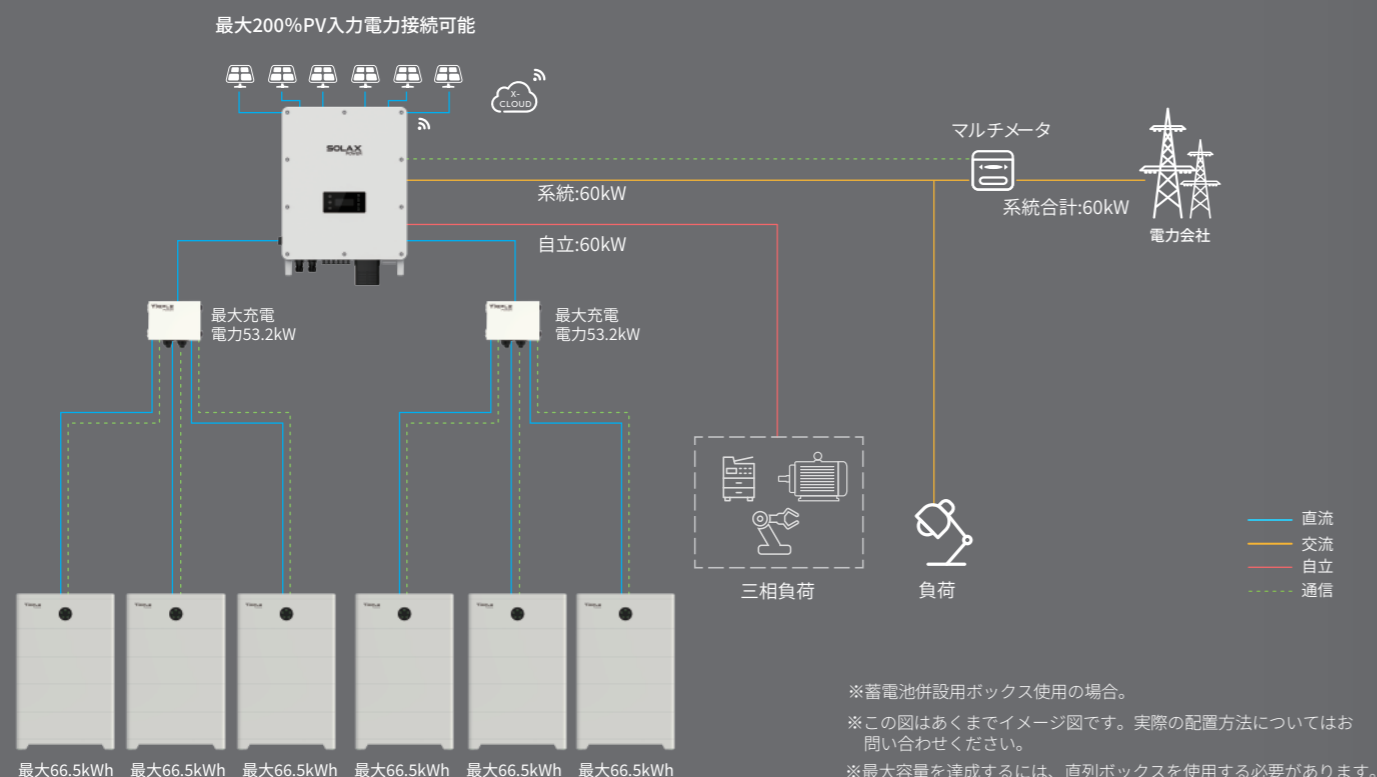 最大200%PV入力電力接続可能
X-
CLOUD
SOLAX
POWER
マルチメータ
系統:60kW
系統合計:60kW
電力会社
自立:60kW
最大充電
電力53.2kW
最大充電
電力53.2kW
直流
交流
自立
通信
三相負荷
負荷
※蓄電池併設用ボックス使用の場合。
※この図はあくまでイメージ図です。実際の配置方法についてはお
問い合わせください。
※最大容量を達成するには、直列ボックスを使用する必要があります。
最大66.5kWh
最大66.5kWh
最大66.5kWh
最大66.5kWh
最大66.5kWh
最大66.5kWh